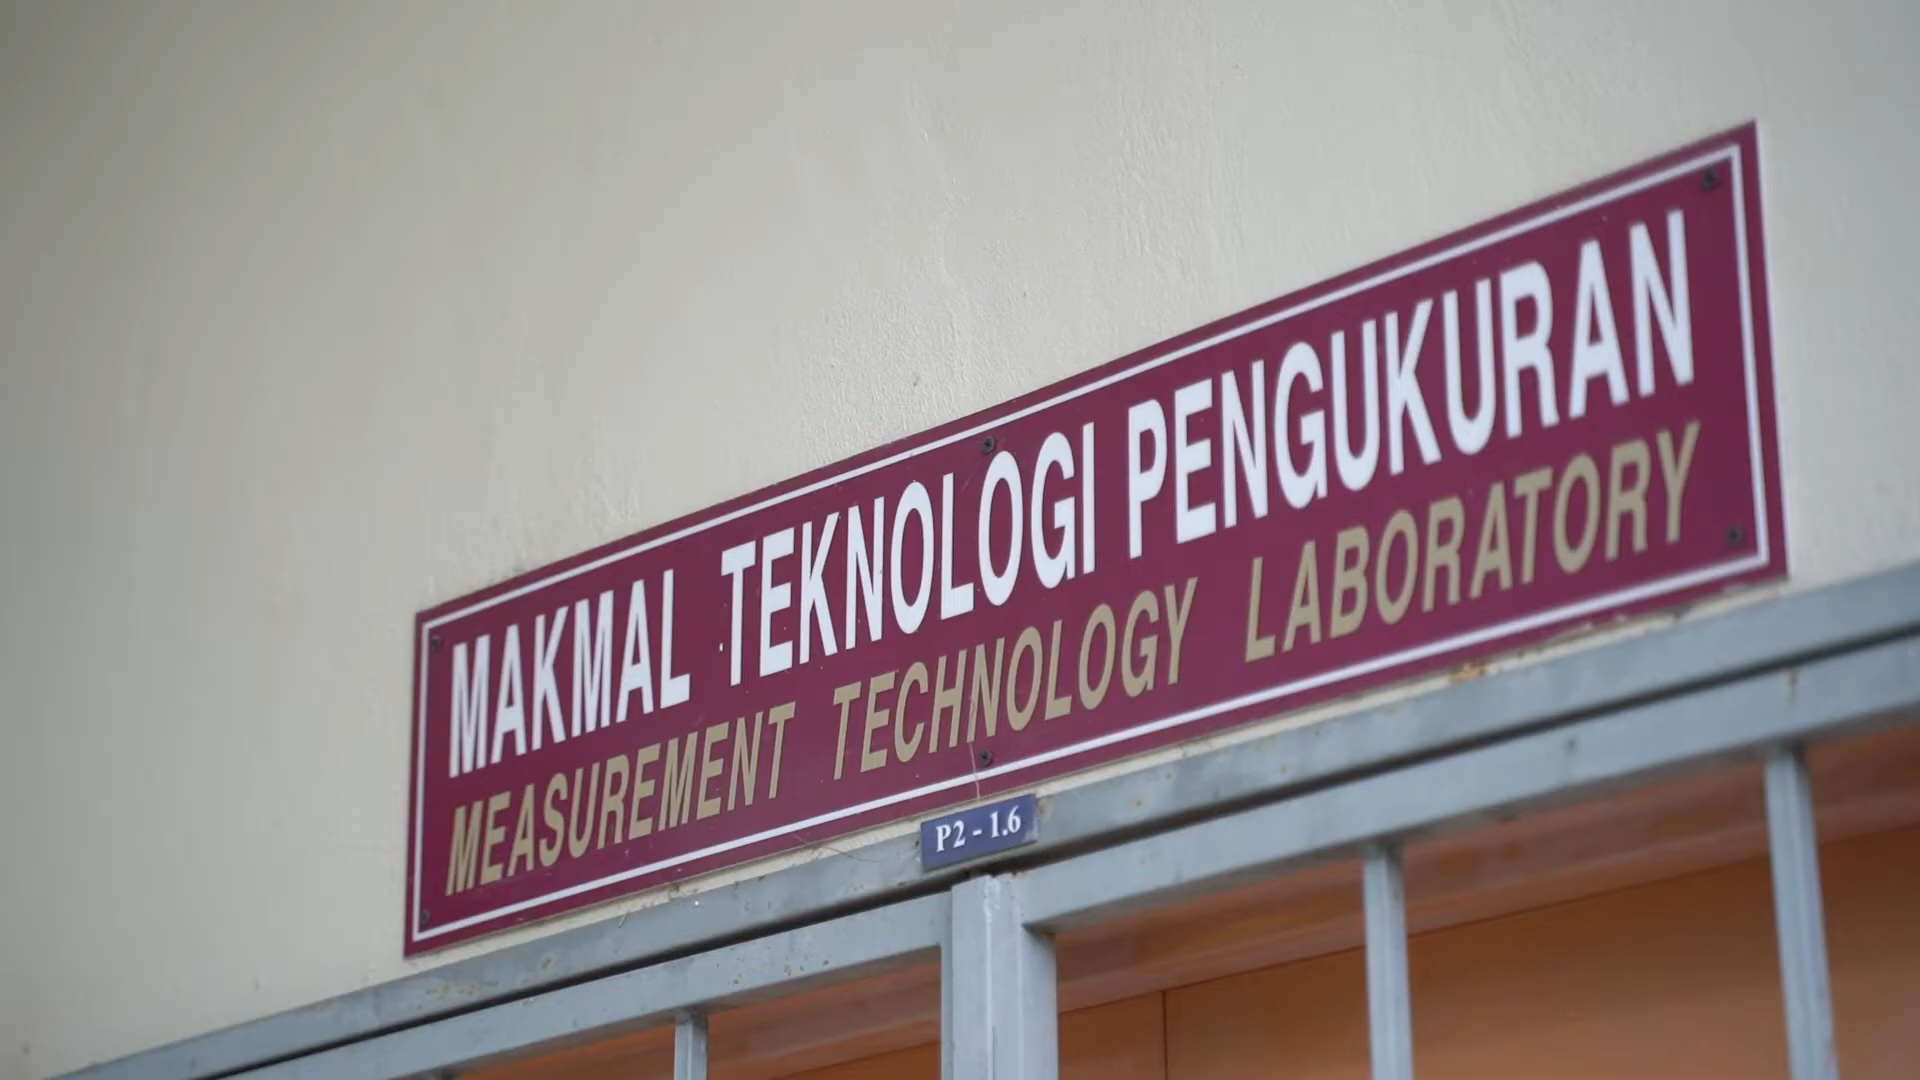 MAKMAL TEKNOLOGI PENGUKURAN
MEASUREMENT TECHNOLOGY LABORATORY
P2 - 1.6